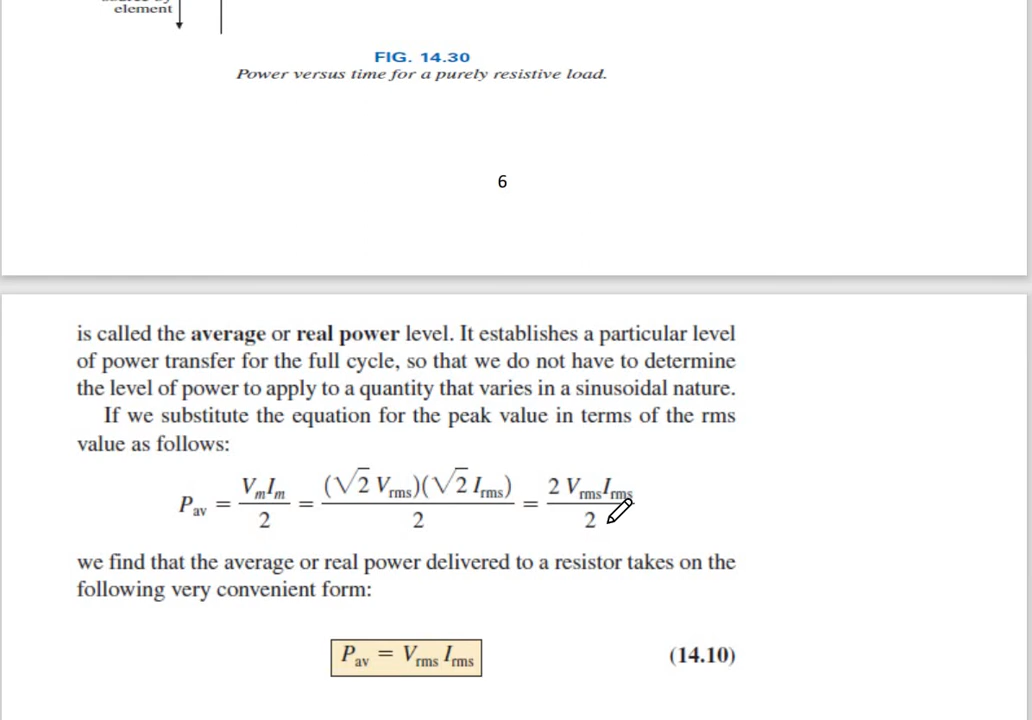 element
FIG. 14.30
Power versus time for a purely resistive load.
6
is called the average or real power level. It establishes a particular level
of power transfer for the full cycle, so that we do not have to determine
the level of power to apply to a quantity that varies in a sinusoidal nature.
If we substitute the equation for the peak value in terms of the rms
value as follows:
P_av = V_m I_m / 2 = (√2 V_rms)(√2 I_rms) / 2 = 2 V_rms I_rms / 2
we find that the average or real power delivered to a resistor takes on the
following very convenient form:
P_av = V_rms I_rms (14.10)